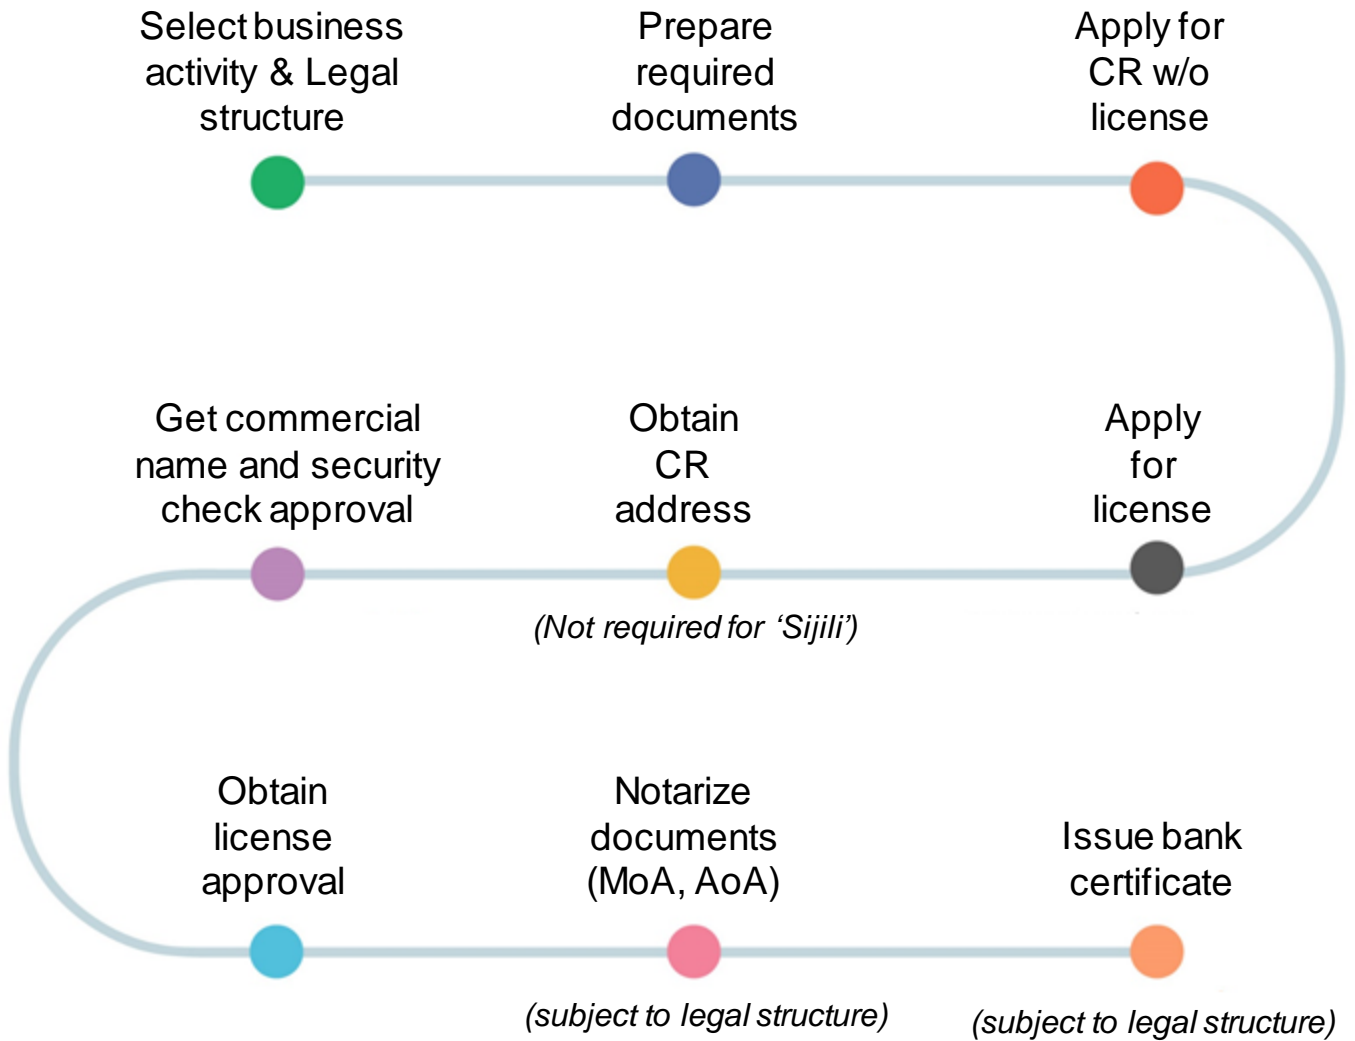 Select business
activity & Legal
structure
Prepare
required
documents
Apply for
CR w/o
license
Get commercial
name and security
check approval
Obtain
CR
address
(Not required for ‘Sijili’)
Apply
for
license
Obtain
license
approval
Notarize
documents
(MoA, AoA)
(subject to legal structure)
Issue bank
certificate
(subject to legal structure)